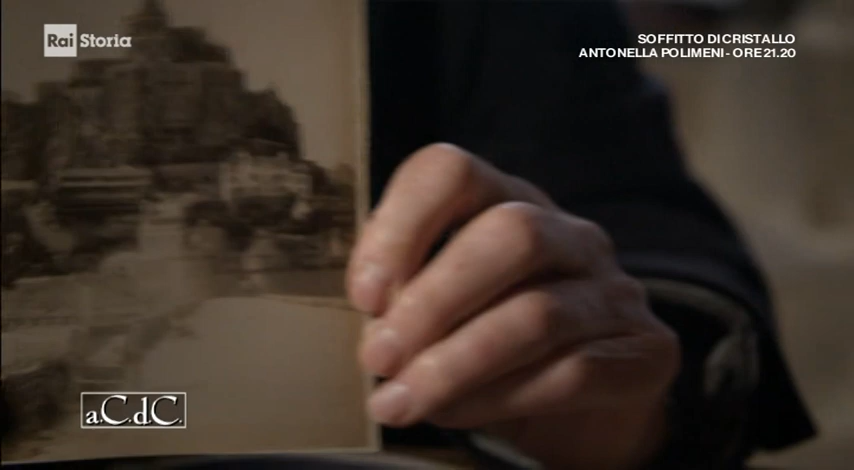 Rai Storia
SOFFITTO DI CRISTALLO
ANTONELLA POLIMENI - ORE 21.20
a.C.d.C.